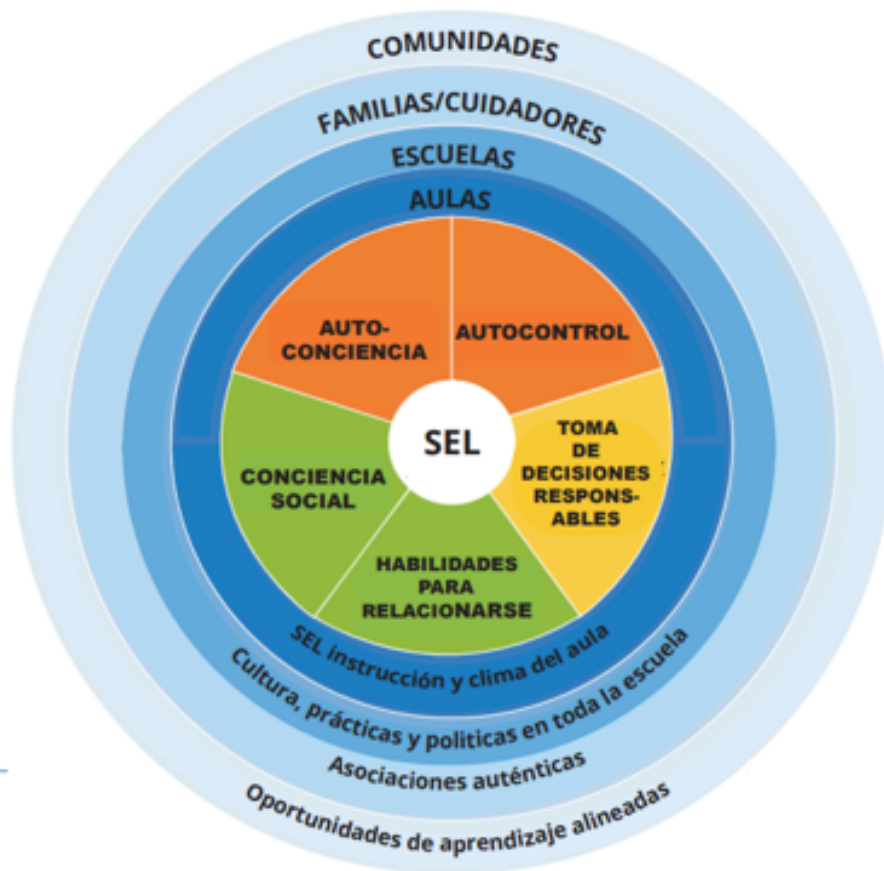 COMUNIDADES
FAMILIAS/CUIDADORES
ESCUELAS
AULAS
AUTO-
CONCIENCIA
AUTOCONTROL
SEL
CONCIENCIA
SOCIAL
TOMA
DE
DECISIONES
RESPONS-
ABLES
HABILIDADES
PARA
RELACIONARSE
SEL instrucción y clima del aula
Cultura, prácticas y politicas en toda la escuela
Asociaciones auténticas
Oportunidades de aprendizaje alineadas